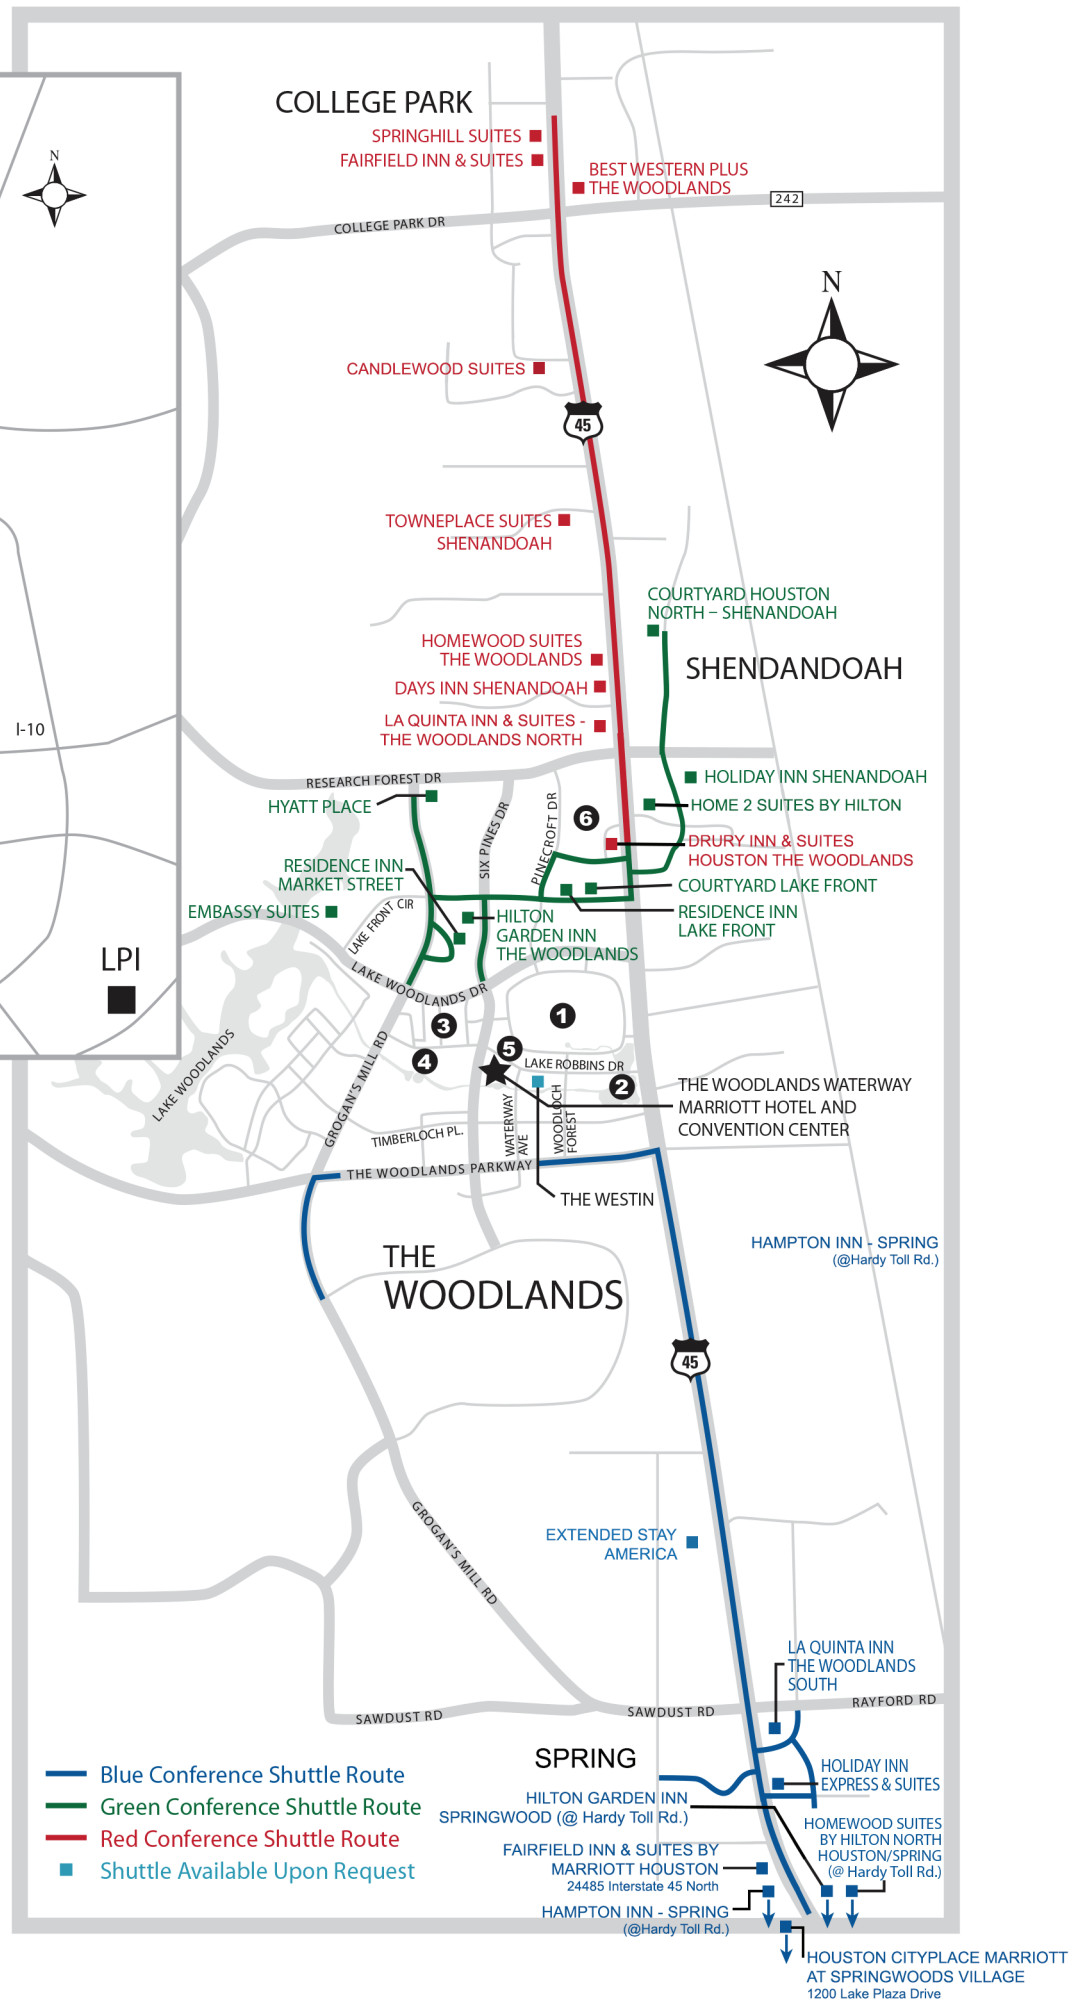 COLLEGE PARK
SPRINGHILL SUITES
FAIRFIELD INN & SUITES
BEST WESTERN PLUS
THE WOODLANDS
242
COLLEGE PARK DR
N
N
CANDLEWOOD SUITES
45
TOWNEPLACE SUITES
SHENANDOAH
COURTYARD HOUSTON
NORTH – SHENANDOAH
HOMEWOOD SUITES
THE WOODLANDS
SHENDANDOAH
DAYS INN SHENANDOAH
LA QUINTA INN & SUITES -
THE WOODLANDS NORTH
I-10
RESEARCH FOREST DR
HOLIDAY INN SHENANDOAH
HYATT PLACE
HOME 2 SUITES BY HILTON
SIX PINES DR
PINECROFT DR
6
DRURY INN & SUITES
HOUSTON THE WOODLANDS
RESIDENCE INN
MARKET STREET
COURTYARD LAKE FRONT
EMBASSY SUITES
LAKE FRONT CIR
HILTON
GARDEN INN
THE WOODLANDS
RESIDENCE INN
LAKE FRONT
LPI
LAKE WOODLANDS DR
1
3
5
4
LAKE ROBBINS DR
2
LAKE WOODLANDS
GROGAN'S MILL RD
THE WOODLANDS WATERWAY
MARRIOTT HOTEL AND
CONVENTION CENTER
TIMBERLOCH PL.
WATERWAY
AVE
WOODLOCH
FOREST
THE WOODLANDS PARKWAY
THE WESTIN
THE
WOODLANDS
HAMPTON INN - SPRING
(@Hardy Toll Rd.)
45
GROGAN'S MILL RD
EXTENDED STAY
AMERICA
LA QUINTA INN
THE WOODLANDS
SOUTH
SAWDUST RD
SAWDUST RD
RAYFORD RD
SPRING
Blue Conference Shuttle Route
Green Conference Shuttle Route
Red Conference Shuttle Route
Shuttle Available Upon Request
HOLIDAY INN
EXPRESS & SUITES
HILTON GARDEN INN
SPRINGWOOD (@ Hardy Toll Rd.)
HOMEWOOD SUITES
BY HILTON NORTH
HOUSTON/SPRING
(@ Hardy Toll Rd.)
FAIRFIELD INN & SUITES BY
MARRIOTT HOUSTON
24485 Interstate 45 North
HAMPTON INN - SPRING
(@Hardy Toll Rd.)
HOUSTON CITYPLACE MARRIOTT
AT SPRINGWOODS VILLAGE
1200 Lake Plaza Drive